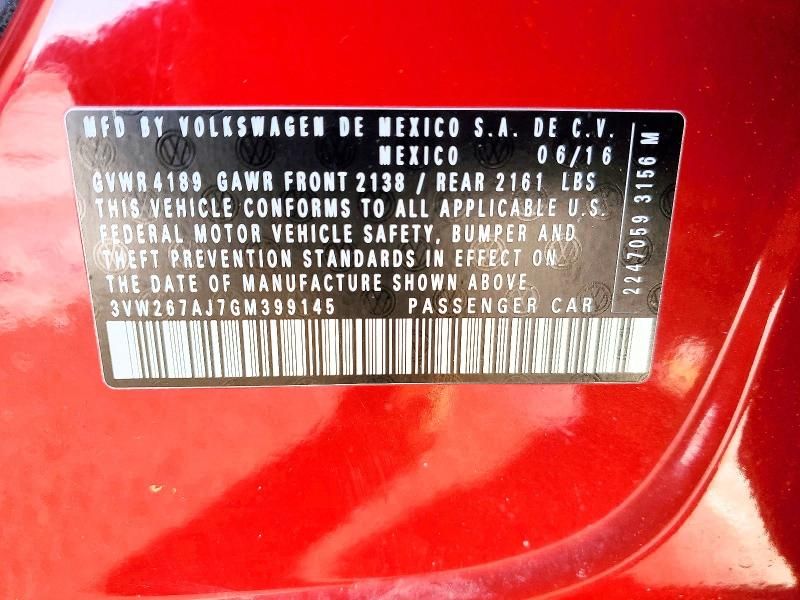 MFD BY VOLKSWAGEN DE MEXICO S.A. DE C.V.
MEXICO 06/16
GVWR 4189 GAWR FRONT 2138 / REAR 2161 LBS
THIS VEHICLE CONFORMS TO ALL APPLICABLE U.S.
FEDERAL MOTOR VEHICLE SAFETY, BUMPER AND
THEFT PREVENTION STANDARDS IN EFFECT ON
THE DATE OF MANUFACTURE SHOWN ABOVE.
3VW267AJ7GM399145 PASSENGER CAR
2247059 3156 M